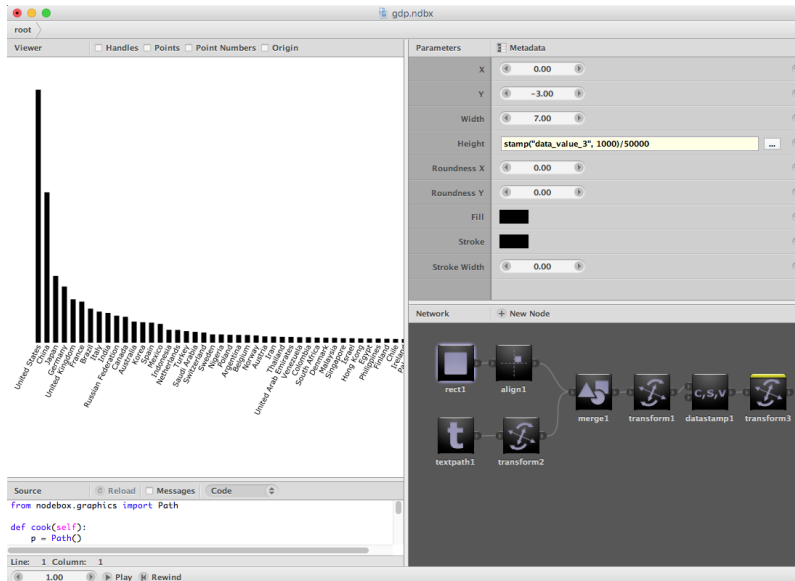 gdp.ndbx
root
Viewer Handles Points Point Numbers Origin
United States
China
Japan
Germany
United Kingdom
France
Brazil
Italy
India
Russian Federation
Canada
Australia
Korea
Spain
Mexico
Indonesia
Netherlands
Turkey
Saudi Arabia
Switzerland
Sweden
Nigeria
Poland
Argentina
Belgium
Norway
Austria
Iran
Thailand
United Arab Emirates
Venezuela
Colombia
South Africa
Denmark
Malaysia
Singapore
Israel
Hong Kong
Egypt
Philippines
Finland
Chile
Parameters Metadata
X 0.00
Y -3.00
Width 7.00
Height stamp("data_value_3", 1000)/50000 ...
Roundness X 0.00
Roundness Y 0.00
Fill
Stroke
Stroke Width 0.00
Network New Node
rect1 align1
merge1 transform1 datastamp1 transform3
t
C,S,V
textpath1 transform2
Source Reload Messages Code
from nodebox.graphics import Path
def cook(self):
p = Path()
Line: 1 Column: 1
1.00 Play Rewind